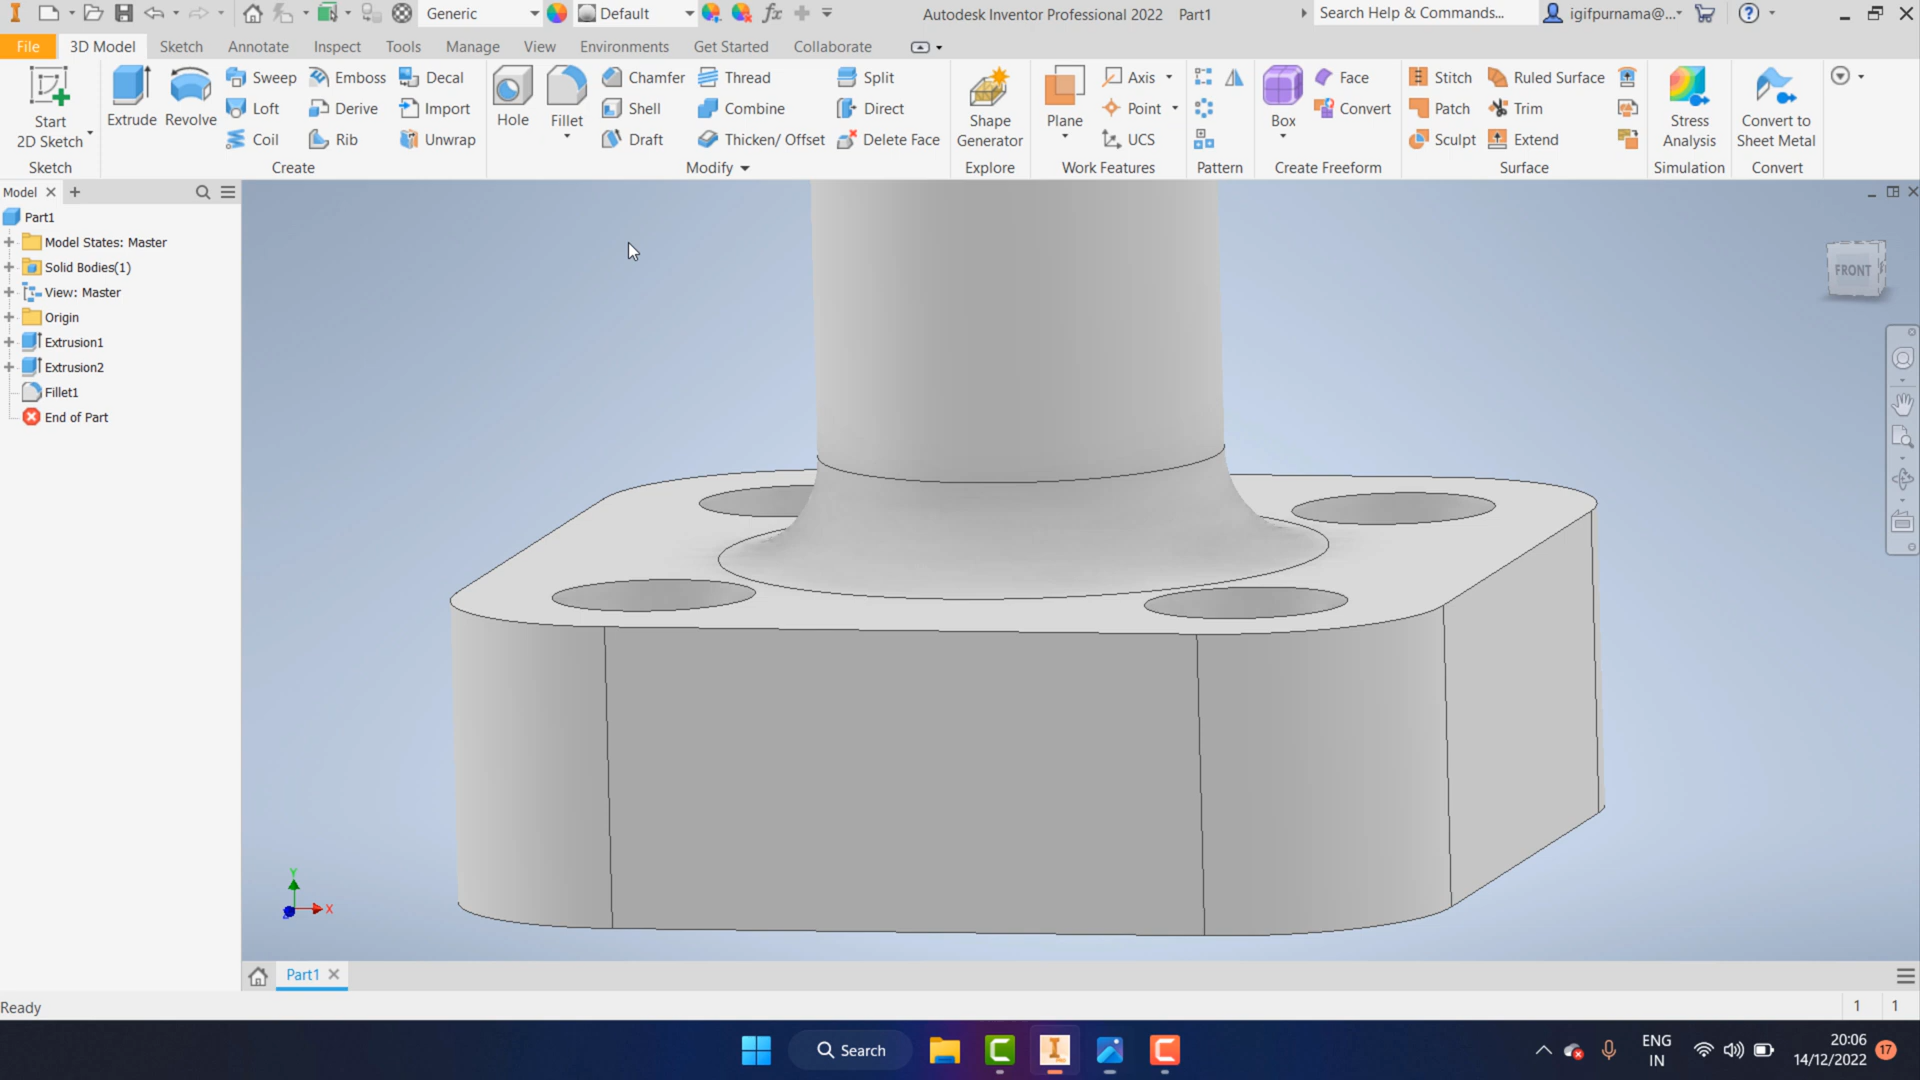 Generic
Default
Autodesk Inventor Professional 2022 Part1
Search Help & Commands...
igifpurnama@...
File
3D Model
Sketch
Annotate
Inspect
Tools
Manage
View
Environments
Get Started
Collaborate
Start
2D Sketch
Sketch
Extrude
Revolve
Sweep
Emboss
Decal
Loft
Derive
Import
Coil
Rib
Unwrap
Create
Hole
Fillet
Chamfer
Thread
Split
Shell
Combine
Direct
Draft
Thicken/ Offset
Delete Face
Modify
Shape
Generator
Explore
Plane
Axis
Point
UCS
Work Features
Pattern
Box
Face
Convert
Create Freeform
Stitch
Ruled Surface
Patch
Trim
Sculpt
Extend
Surface
Stress
Analysis
Simulation
Convert to
Sheet Metal
Convert
Model
Part1
Model States: Master
Solid Bodies(1)
View: Master
Origin
Extrusion1
Extrusion2
Fillet1
End of Part
FRONT
Y
X
Part1
Ready
1 1
Search
ENG
IN
20:06
14/12/2022
17